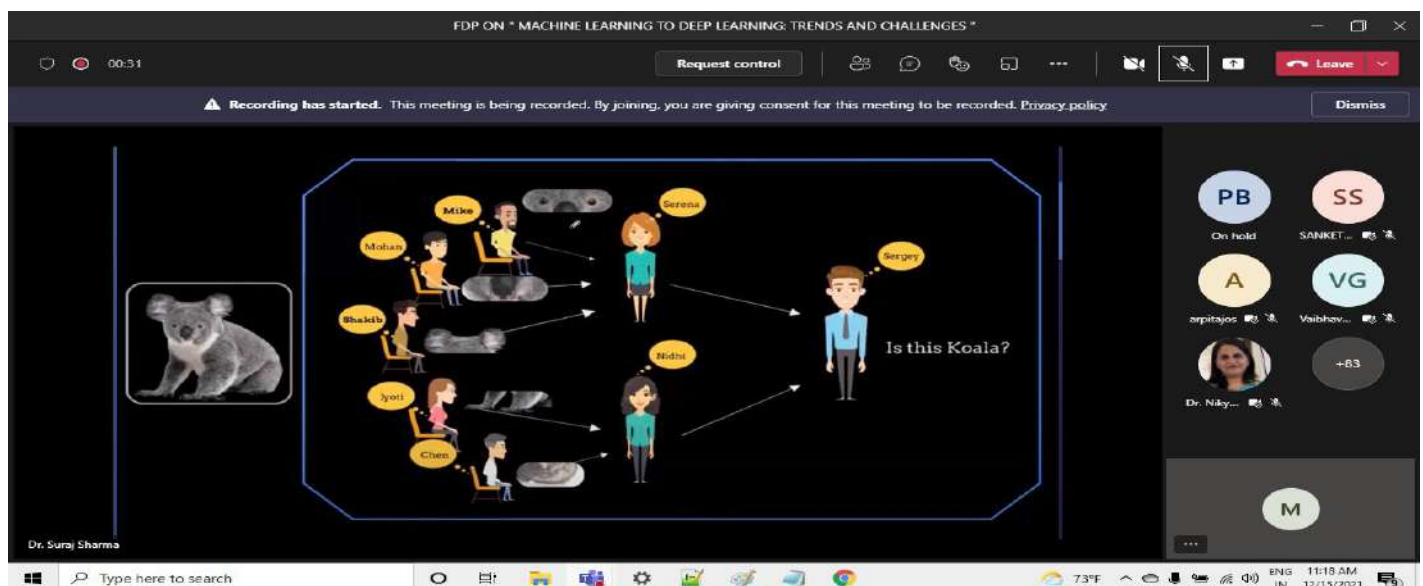 FDP ON " MACHINE LEARNING TO DEEP LEARNING: TRENDS AND CHALLENGES "
00:31
Request control
Leave
Recording has started. This meeting is being recorded. By joining, you are giving consent for this meeting to be recorded. Privacy policy
Dismiss
Mike
Serena
Mohan
Sergey
Shakib
Is this Koala?
Nidhi
Jyoti
Chen
PB
SS
On hold
SANKET...
A
VG
arpitajos
Vaibhav...
+83
Dr. Niky...
M
Dr. Suraj Sharma
Type here to search
73°F
ENG
IN
11:18 AM
12/15/2021